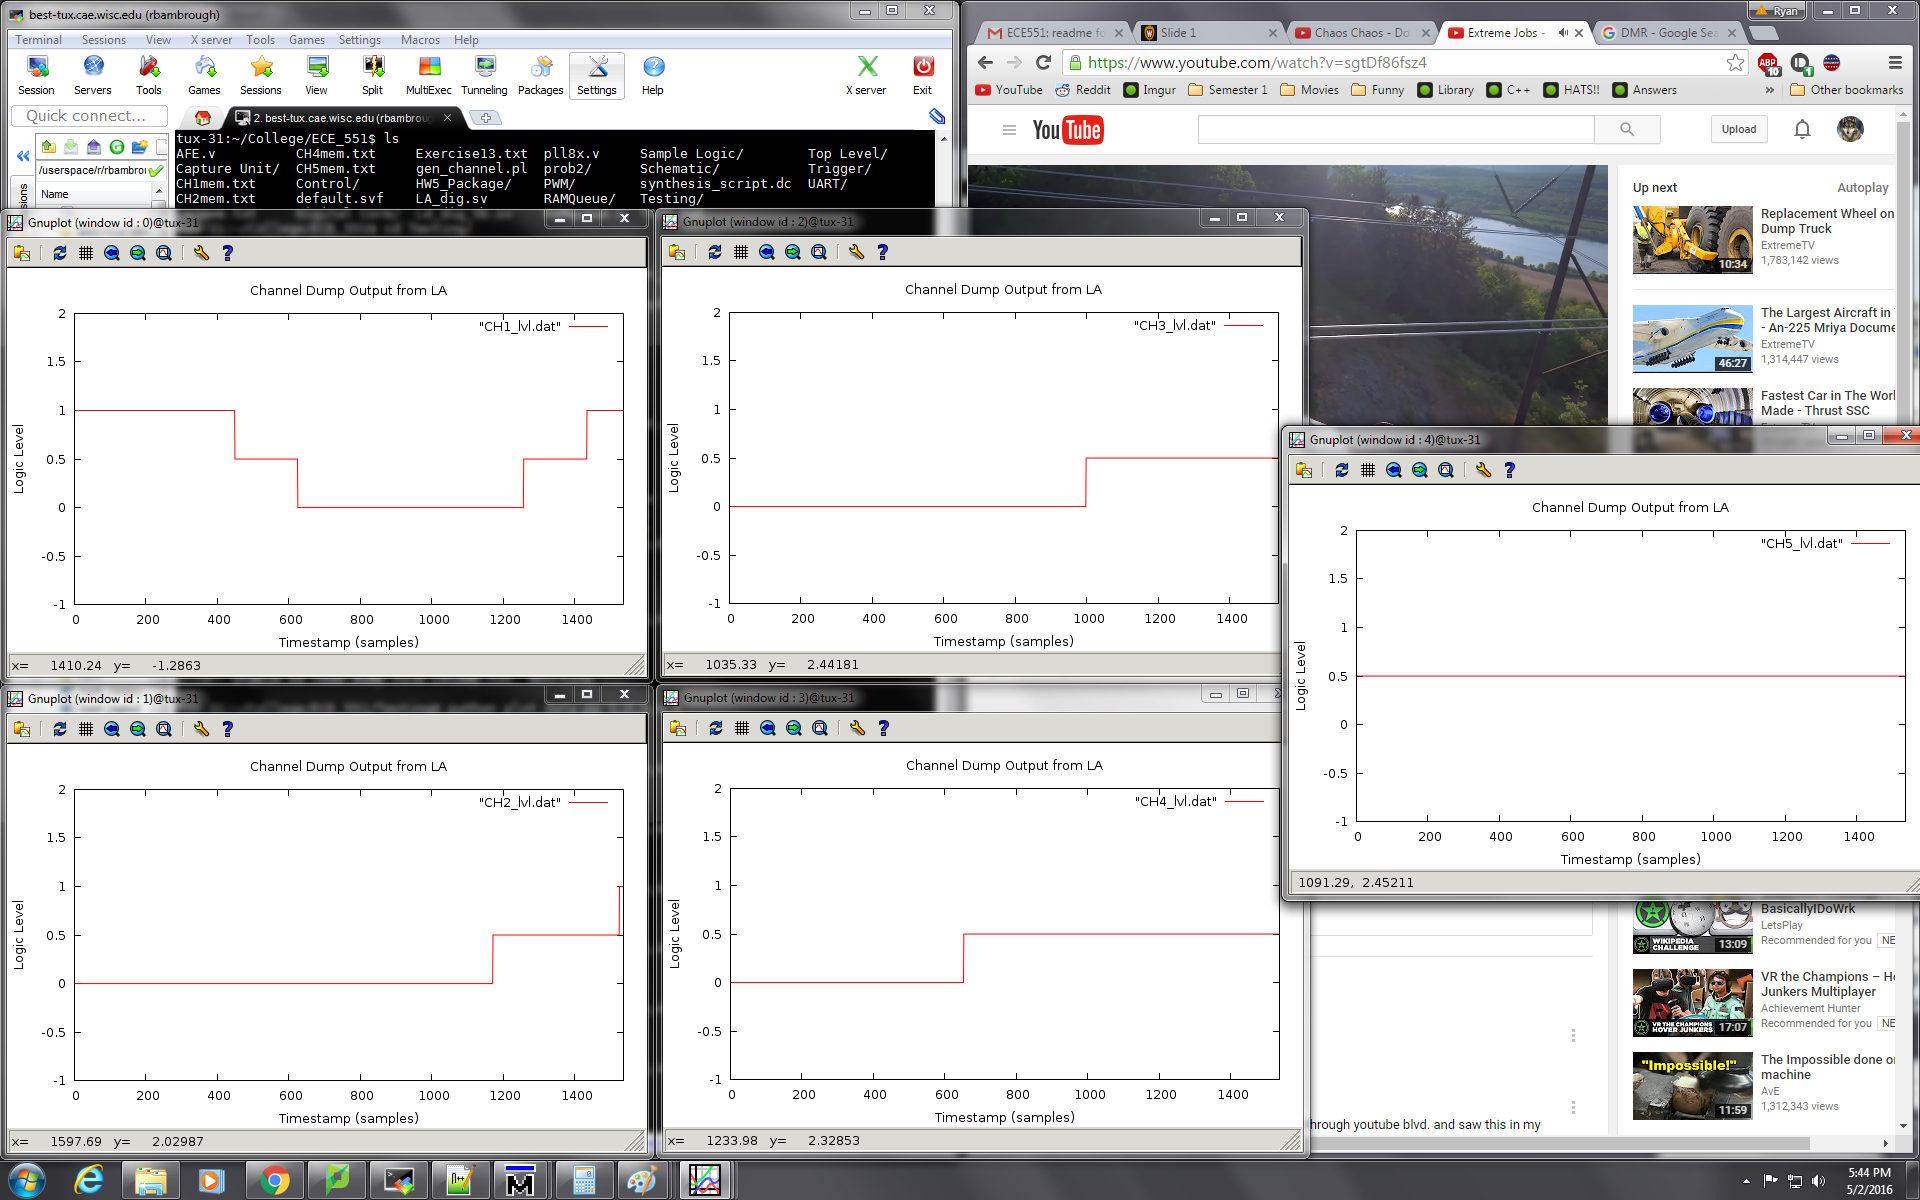 best-tux.cae.wisc.edu (rbambrough)
Terminal Sessions View X server Tools Games Settings Macros Help
Session Servers Tools Games Sessions View Split MultiExec Tunneling Packages Settings Help X server Exit
Quick connect...
2. best-tux.cae.wisc.edu (rbambroug
/userspace/r/rbambrou
Name
tux-31:~/College/ECE_551$ ls
AFE.v CH4mem.txt Exercise13.txt pll8x.v Sample Logic/ Top Level/
Capture Unit/ CH5mem.txt gen_channel.pl prob2/ Schematic/ Trigger/
CH1mem.txt Control/ HW5_Package/ PWM/ synthesis_script.dc UART/
CH2mem.txt default.svf LA_dig.sv RAMQueue/ Testing/
Gnuplot (window id : 0)@tux-31
Channel Dump Output from LA
"CH1_lvl.dat"
2
1.5
1
0.5
0
-0.5
-1
Logic Level
0 200 400 600 800 1000 1200 1400
Timestamp (samples)
x= 1410.24 y= -1.2863
Gnuplot (window id : 2)@tux-31
Channel Dump Output from LA
"CH3_lvl.dat"
2
1.5
1
0.5
0
-0.5
-1
Logic Level
0 200 400 600 800 1000 1200 1400
Timestamp (samples)
x= 1035.33 y= 2.44181
Gnuplot (window id : 1)@tux-31
Channel Dump Output from LA
"CH2_lvl.dat"
2
1.5
1
0.5
0
-0.5
-1
Logic Level
0 200 400 600 800 1000 1200 1400
Timestamp (samples)
x= 1597.69 y= 2.02987
Gnuplot (window id : 3)@tux-31
Channel Dump Output from LA
"CH4_lvl.dat"
2
1.5
1
0.5
0
-0.5
-1
Logic Level
0 200 400 600 800 1000 1200 1400
Timestamp (samples)
x= 1233.98 y= 2.32853
Gnuplot (window id : 4)@tux-31
Channel Dump Output from LA
"CH5_lvl.dat"
2
1.5
1
0.5
0
-0.5
-1
Logic Level
0 200 400 600 800 1000 1200 1400
Timestamp (samples)
1091.29, 2.45211
Ryan
ECE551: readme fo
Slide 1
Chaos Chaos - Do
Extreme Jobs -
DMR - Google Sea
https://www.youtube.com/watch?v=sgtDf86fsz4
ABP
10
1
YouTube Reddit Imgur Semester 1 Movies Funny Library C++ HATS!! Answers » Other bookmarks
YouTube
Upload
Up next Autoplay
Replacement Wheel on
Dump Truck
ExtremeTV
1,783,142 views
10:34
The Largest Aircraft in
- An-225 Mriya Docume
ExtremeTV
1,314,447 views
46:27
Fastest Car in The Worl
Made - Thrust SSC
BasicallyIDoWrk
LetsPlay
Recommended for you NE
WIKIPEDIA
CHALLENGE
13:09
VR the Champions – Ho
Junkers Multiplayer
Achievement Hunter
Recommended for you NE
VR THE CHAMPIONS
HOVER JUNKERS
17:07
The Impossible done on
machine
AvE
1,312,343 views
"Impossible!"
11:59
hrough youtube blvd. and saw this in my
5:44 PM
5/2/2016